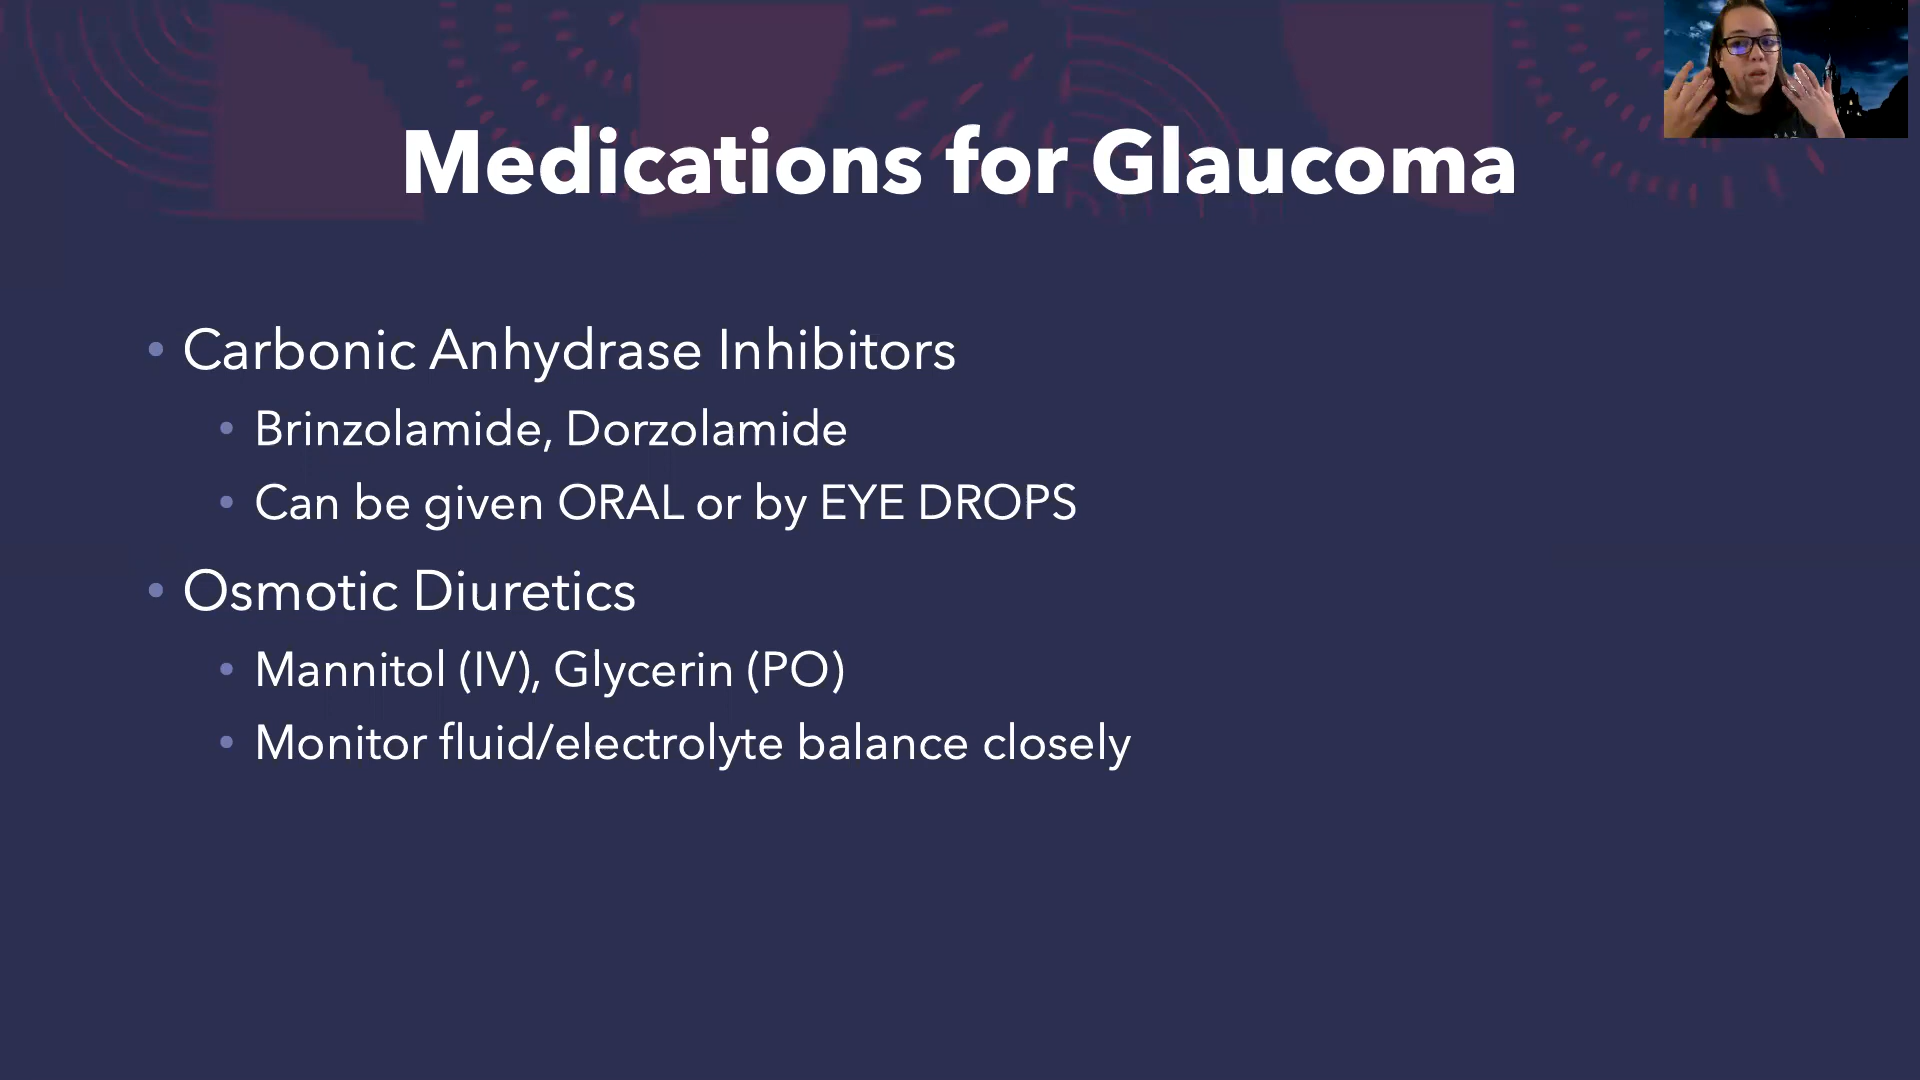 Medications for Glaucoma
• Carbonic Anhydrase Inhibitors
• Brinzolamide, Dorzolamide
• Can be given ORAL or by EYE DROPS
• Osmotic Diuretics
• Mannitol (IV), Glycerin (PO)
• Monitor fluid/electrolyte balance closely